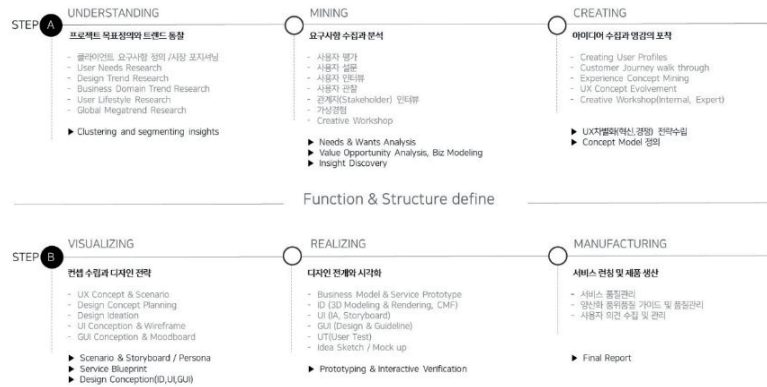 STEP A
UNDERSTANDING
프로젝트 목표정의와 트렌드 통찰
- 클라이언트 요구사항 정의 /시장 포지셔닝
- User Needs Research
- Design Trend Research
- Business Domain Trend Research
- User Lifestyle Research
- Global Megatrend Research
▶ Clustering and segmenting insights
MINING
요구사항 수집과 분석
- 사용자 평가
- 사용자 설문
- 사용자 인터뷰
- 사용자 관찰
- 관계자(Stakeholder) 인터뷰
- 가상경험
- Creative Workshop
▶ Needs & Wants Analysis
▶ Value Opportunity Analysis, Biz Modeling
▶ Insight Discovery
CREATING
아이디어 수집과 영감의 포착
- Creating User Profiles
- Customer Journey walk through
- Experience Concept Mining
- UX Concept Evolvement
- Creative Workshop(Internal, Expert)
▶ UX차별화(혁신,경쟁) 전략수립
▶ Concept Model 정의
Function & Structure define
STEP B
VISUALIZING
컨셉 수립과 디자인 전략
- UX Concept & Scenario
- Design Concept Planning
- Design Ideation
- UI Conception & Wireframe
- GUI Conception & Moodboard
▶ Scenario & Storyboard / Persona
▶ Service Blueprint
▶ Design Conception(ID,UI,GUI)
REALIZING
디자인 전개와 시각화
- Business Model & Service Prototype
- ID (3D Modeling & Rendering, CMF)
- UI (IA, Storyboard)
- GUI (Design & Guideline)
- UT(User Test)
- Idea Sketch / Mock up
▶ Prototyping & Interactive Verification
MANUFACTURING
서비스 런칭 및 제품 생산
- 서비스 품질관리
- 양산화 품위품질 가이드 및 품질관리
- 사용자 의견 수집 및 관리
▶ Final Report